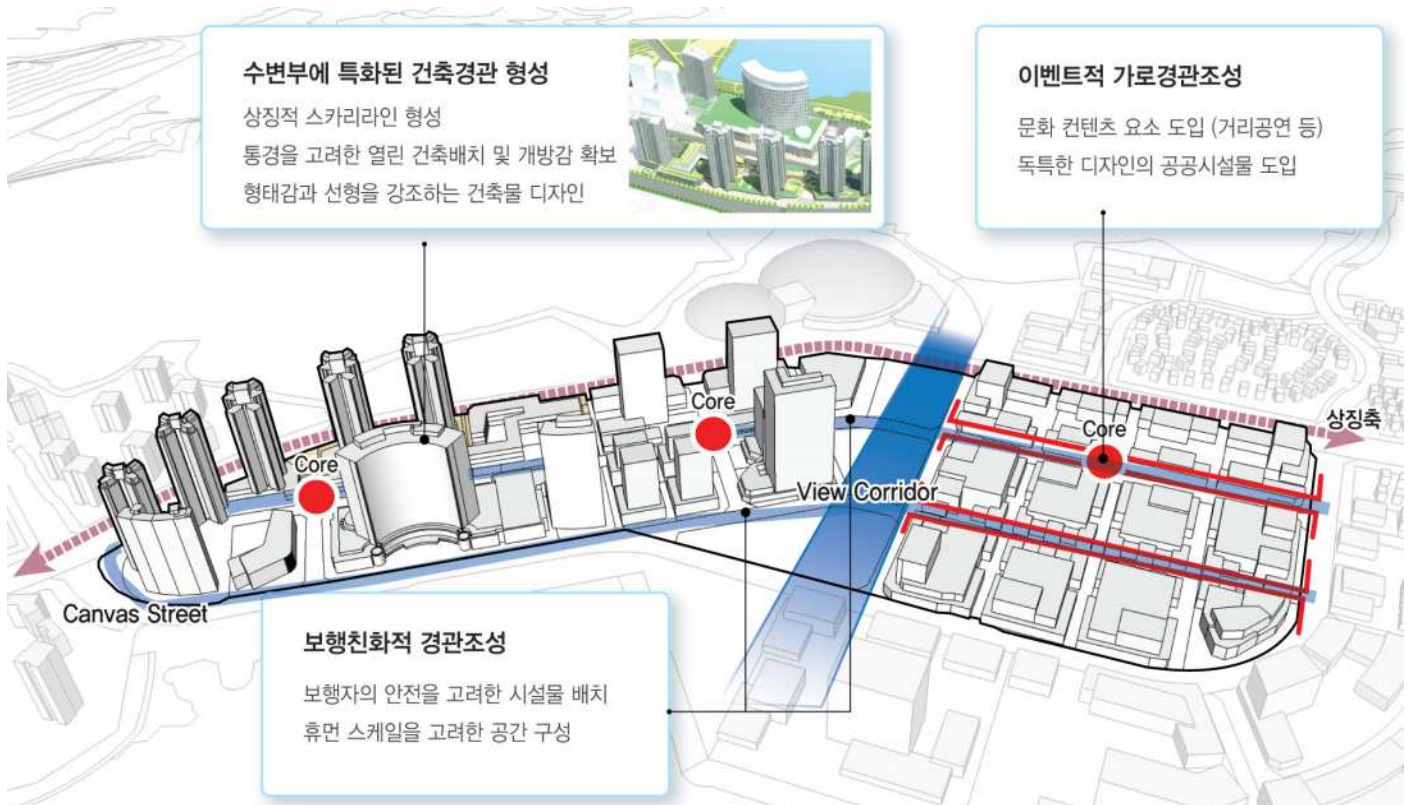 수변부에 특화된 건축경관 형성
상징적 스카리라인 형성
통경을 고려한 열린 건축배치 및 개방감 확보
형태감과 선형을 강조하는 건축물 디자인
이벤트적 가로경관조성
문화 컨텐츠 요소 도입 (거리공연 등)
독특한 디자인의 공공시설물 도입
Core
Core
Core
상징축
View Corridor
Canvas Street
보행친화적 경관조성
보행자의 안전을 고려한 시설물 배치
휴먼 스케일을 고려한 공간 구성